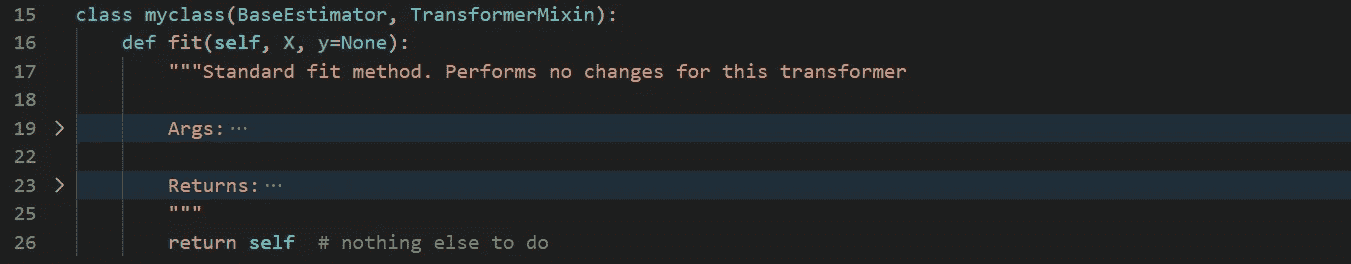 15 class myclass(BaseEstimator, TransformerMixin):
16     def fit(self, X, y=None):
17         """Standard fit method. Performs no changes for this transformer
18
19 >         Args:···
22
23 >         Returns:···
25         """
26         return self  # nothing else to do